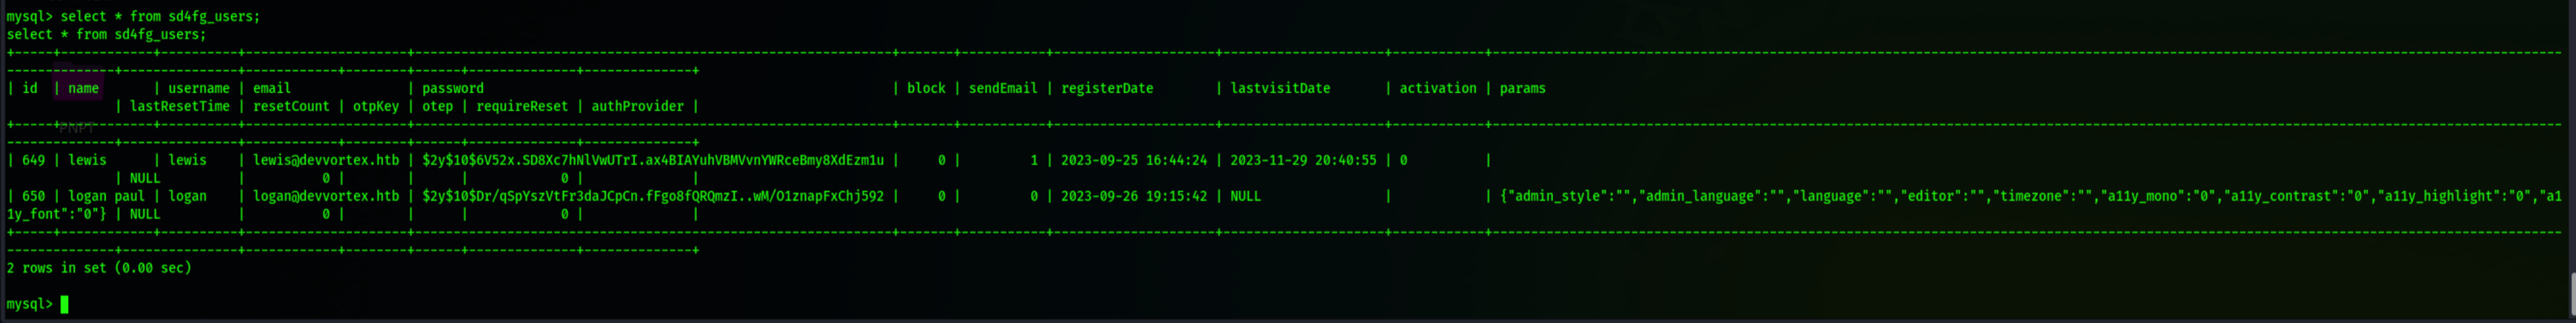 mysql> select * from sd4fg_users;
select * from sd4fg_users;
+-----+------------+----------+---------------------+--------------------------------------------------------------+-------+-----------+---------------------+---------------------+------------+---------------------------------------------------------------------------------------------------------------------
--------------+---------------+------------+--------+------+--------------+--------------+
| id | name | username | email | password | block | sendEmail | registerDate | lastvisitDate | activation | params
| lastResetTime | resetCount | otpKey | otep | requireReset | authProvider |
PNPT
| 649 | lewis | lewis | lewis@devvortex.htb | $2y$10$6V52x.SD8Xc7hNlVwUTrI.ax4BIAYuhVBMVvnYWRceBmy8XdEzm1u | 0 | 1 | 2023-09-25 16:44:24 | 2023-11-29 20:40:55 | 0 |
| NULL | 0 | | | 0 | |
| 650 | logan paul | logan | logan@devvortex.htb | $2y$10$Dr/qSpYszVtFr3daJCpCn.fFgo8fQRQmzI..wM/O1znapFxChj592 | 0 | 0 | 2023-09-26 19:15:42 | NULL | | {"admin_style":"","admin_language":"","language":"","editor":"","timezone":"","a11y_mono":"0","a11y_contrast":"0","a11y_highlight":"0","a1
1y_font":"0"} | NULL | 0 | | | 0 | |
2 rows in set (0.00 sec)
mysql>